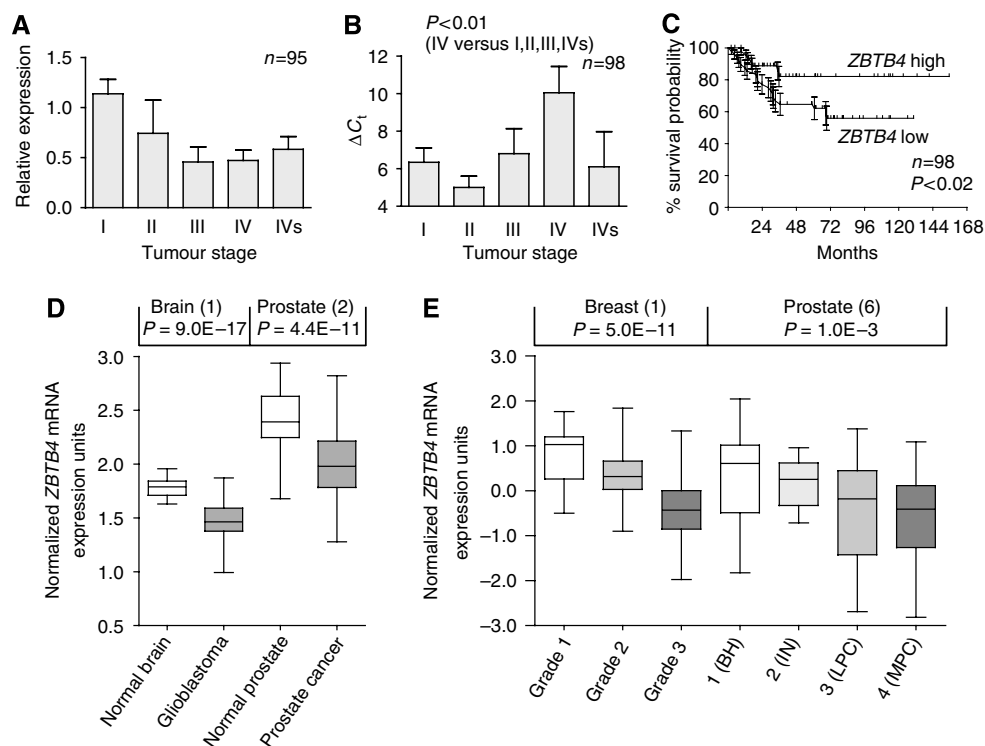 A
Relative expression
1.5
1.0
0.5
0.0
n=95
I II III IV IVs
Tumour stage
B
P<0.01
(IV versus I,II,III,IVs)
n=98
ΔCt
12
10
8
6
4
I II III IV IVs
Tumour stage
C
% survival probability
100
80
60
40
20
0
ZBTB4 high
ZBTB4 low
n=98
P<0.02
24 48 72 96 120 144 168
Months
D
Brain (1) Prostate (2)
P = 9.0E–17 P = 4.4E–11
Normalized ZBTB4 mRNA
expression units
3.0
2.5
2.0
1.5
1.0
0.5
Normal brain
Glioblastoma
Normal prostate
Prostate cancer
E
Breast (1) Prostate (6)
P = 5.0E–11 P = 1.0E–3
Normalized ZBTB4 mRNA
expression units
3.0
2.0
1.0
0.0
–1.0
–2.0
–3.0
Grade 1
Grade 2
Grade 3
1 (BH)
2 (IN)
3 (LPC)
4 (MPC)